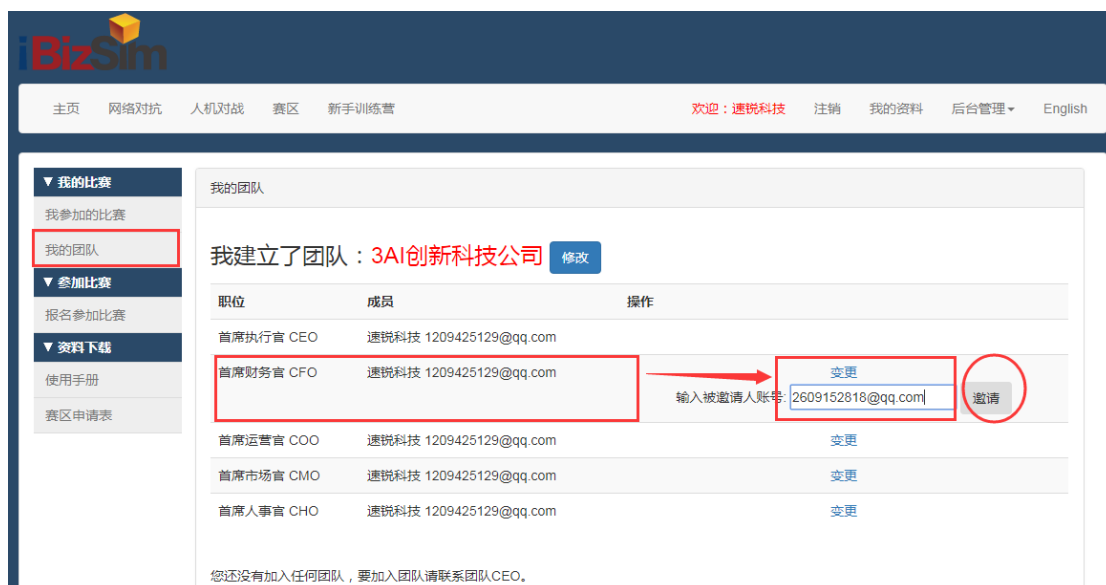 iBizSim
主页 网络对抗 人机对战 赛区 新手训练营 欢迎：速锐科技 注销 我的资料 后台管理 English
▼ 我的比赛
我参加的比赛
我的团队
▼ 参加比赛
报名参加比赛
▼ 资料下载
使用手册
赛区申请表
我的团队
我建立了团队：3AI创新科技公司 修改
职位 成员 操作
首席执行官 CEO 速锐科技 1209425129@qq.com
首席财务官 CFO 速锐科技 1209425129@qq.com 变更
输入被邀请人账号: 2609152818@qq.com 邀请
首席运营官 COO 速锐科技 1209425129@qq.com 变更
首席市场官 CMO 速锐科技 1209425129@qq.com 变更
首席人事官 CHO 速锐科技 1209425129@qq.com 变更
您还没有加入任何团队，要加入团队请联系团队CEO。